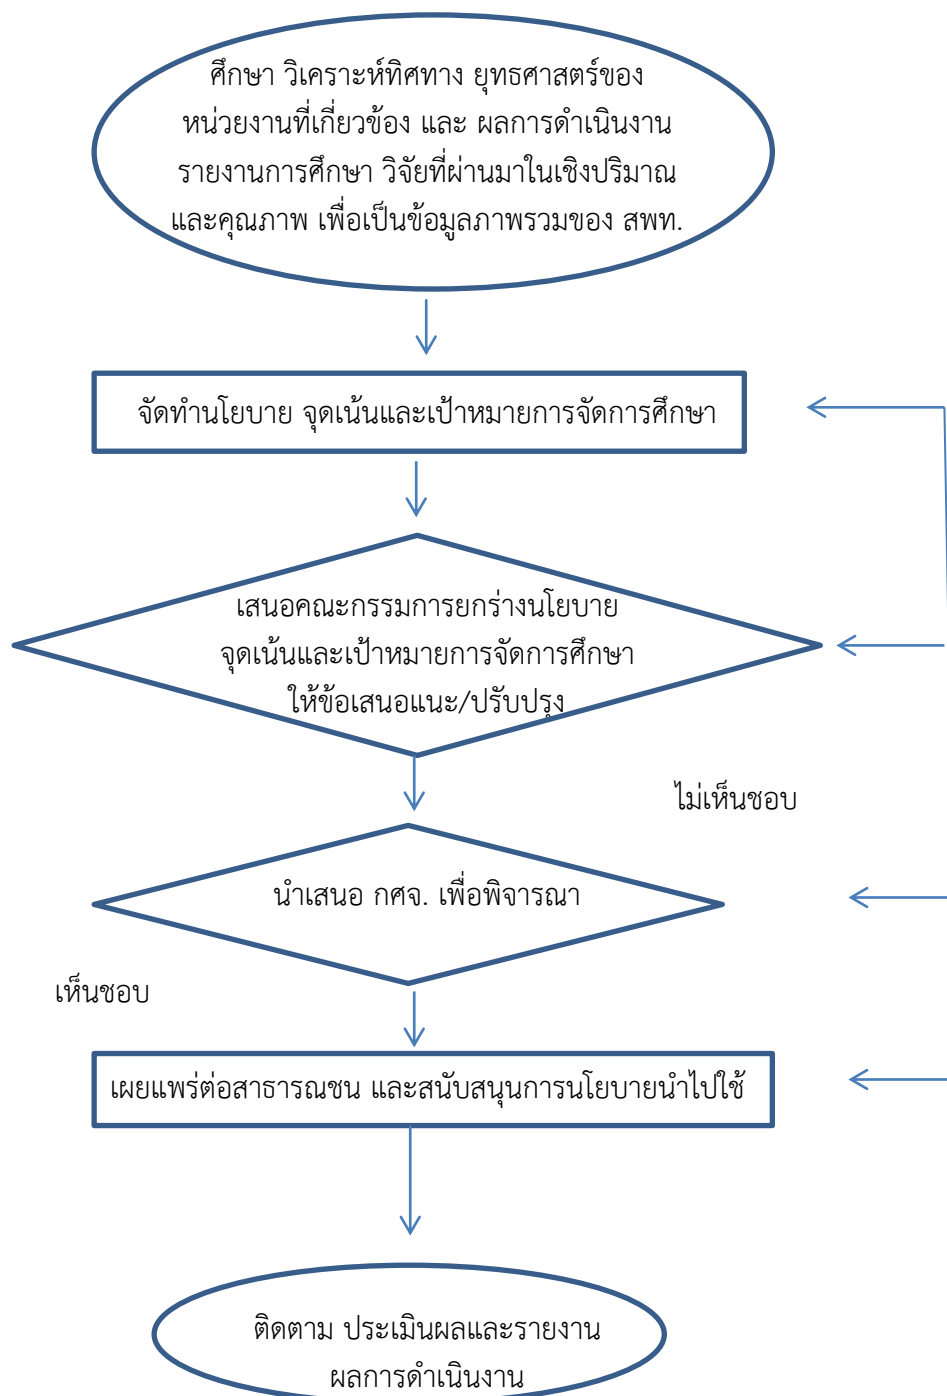 ศึกษา วิเคราะห์ทิศทาง ยุทธศาสตร์ของ
หน่วยงานที่เกี่ยวข้อง และ ผลการดำเนินงาน
รายงานการศึกษา วิจัยที่ผ่านมาในเชิงปริมาณ
และคุณภาพ เพื่อเป็นข้อมูลภาพรวมของ สพท.
จัดทำนโยบาย จุดเน้นและเป้าหมายการจัดการศึกษา
เสนอคณะกรรมการยกร่างนโยบาย
จุดเน้นและเป้าหมายการจัดการศึกษา
ให้ข้อเสนอแนะ/ปรับปรุง
ไม่เห็นชอบ
นำเสนอ กศจ. เพื่อพิจารณา
เห็นชอบ
เผยแพร่ต่อสาธารณชน และสนับสนุนการนโยบายนำไปใช้
ติดตาม ประเมินผลและรายงาน
ผลการดำเนินงาน